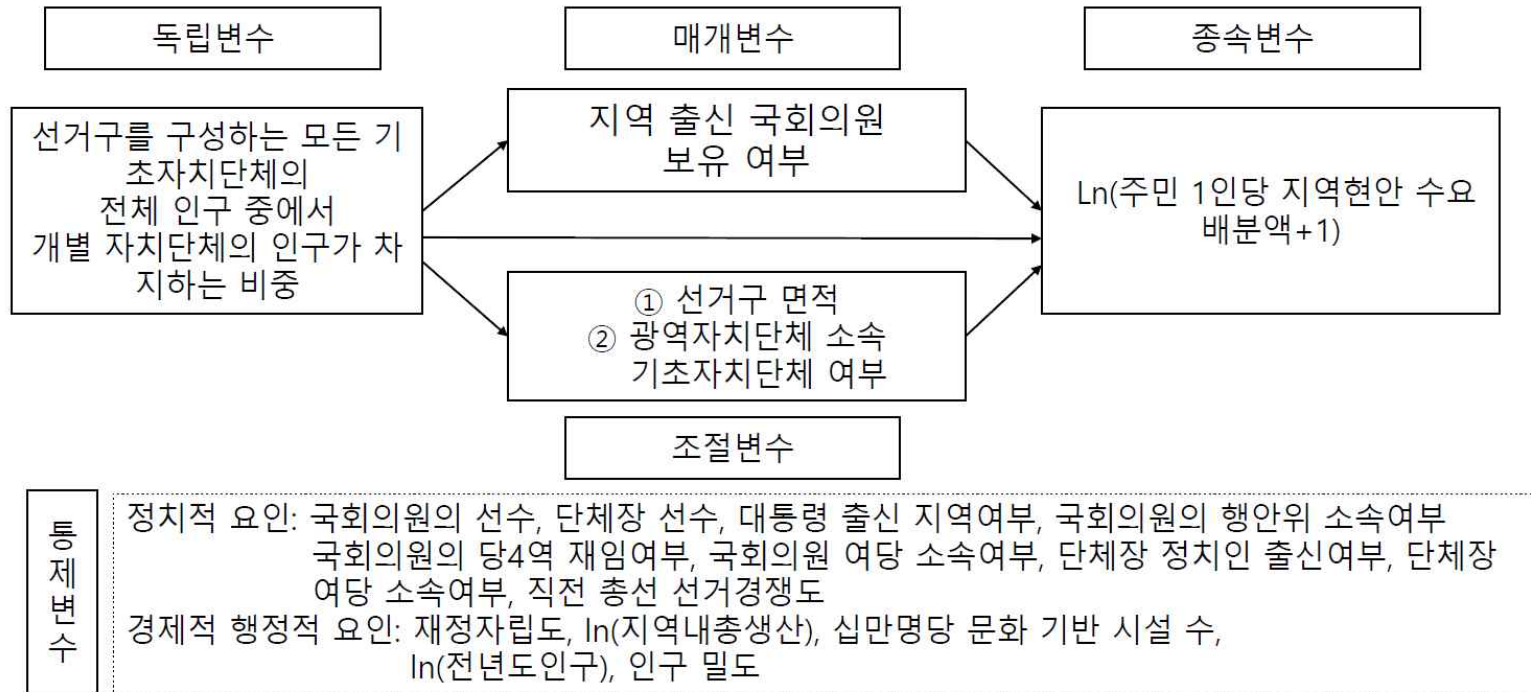 독립변수
매개변수
종속변수
선거구를 구성하는 모든 기
초자치단체의
전체 인구 중에서
개별 자치단체의 인구가 차
지하는 비중
지역 출신 국회의원
보유 여부
Ln(주민 1인당 지역현안 수요
배분액+1)
① 선거구 면적
② 광역자치단체 소속
기초자치단체 여부
조절변수
통
제
변
수
정치적 요인: 국회의원의 선수, 단체장 선수, 대통령 출신 지역여부, 국회의원의 행안위 소속여부
국회의원의 당4역 재임여부, 국회의원 여당 소속여부, 단체장 정치인 출신여부, 단체장
여당 소속여부, 직전 총선 선거경쟁도
경제적 행정적 요인: 재정자립도, ln(지역내총생산), 십만명당 문화 기반 시설 수,
ln(전년도인구), 인구 밀도